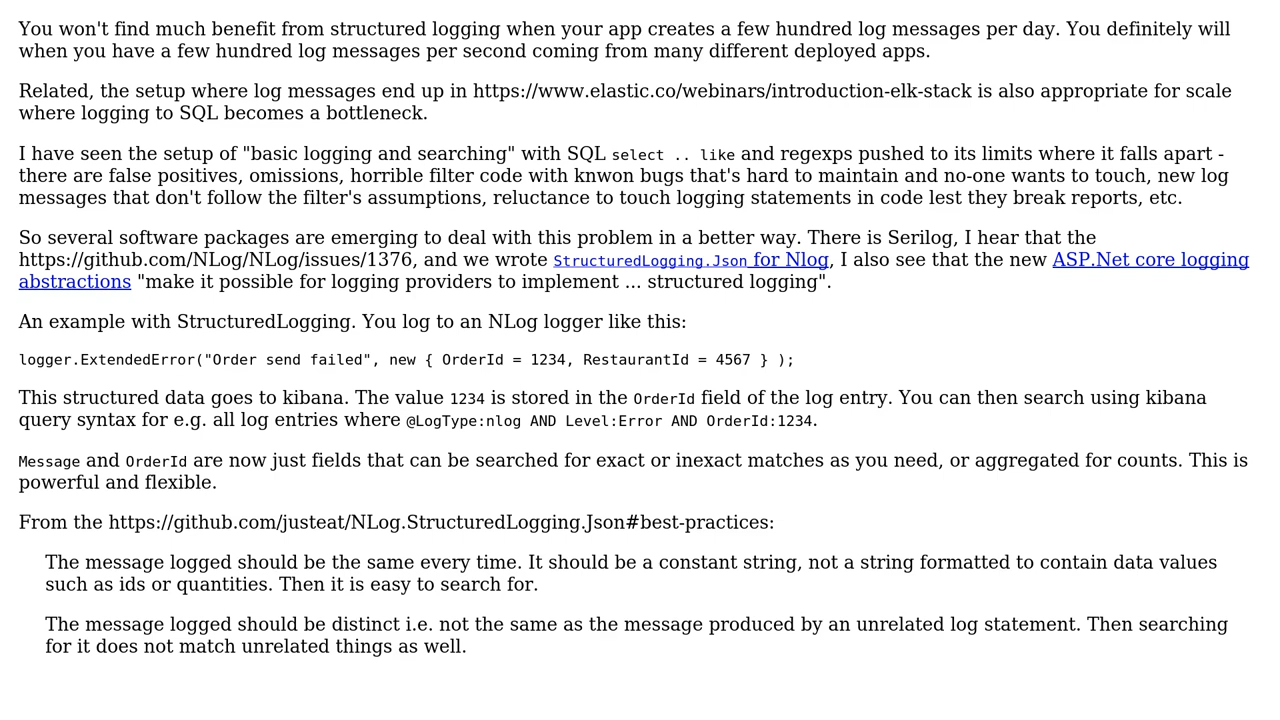 You won't find much benefit from structured logging when your app creates a few hundred log messages per day. You definitely will
when you have a few hundred log messages per second coming from many different deployed apps.
Related, the setup where log messages end up in https://www.elastic.co/webinars/introduction-elk-stack is also appropriate for scale
where logging to SQL becomes a bottleneck.
I have seen the setup of "basic logging and searching" with SQL select .. like and regexps pushed to its limits where it falls apart -
there are false positives, omissions, horrible filter code with knwon bugs that's hard to maintain and no-one wants to touch, new log
messages that don't follow the filter's assumptions, reluctance to touch logging statements in code lest they break reports, etc.
So several software packages are emerging to deal with this problem in a better way. There is Serilog, I hear that the
https://github.com/NLog/NLog/issues/1376, and we wrote StructuredLogging.Json for Nlog, I also see that the new ASP.Net core logging
abstractions "make it possible for logging providers to implement ... structured logging".
An example with StructuredLogging. You log to an NLog logger like this:
logger.ExtendedError("Order send failed", new { OrderId = 1234, RestaurantId = 4567 } );
This structured data goes to kibana. The value 1234 is stored in the OrderId field of the log entry. You can then search using kibana
query syntax for e.g. all log entries where @LogType:nlog AND Level:Error AND OrderId:1234.
Message and OrderId are now just fields that can be searched for exact or inexact matches as you need, or aggregated for counts. This is
powerful and flexible.
From the https://github.com/justeat/NLog.StructuredLogging.Json#best-practices:
The message logged should be the same every time. It should be a constant string, not a string formatted to contain data values
such as ids or quantities. Then it is easy to search for.
The message logged should be distinct i.e. not the same as the message produced by an unrelated log statement. Then searching
for it does not match unrelated things as well.